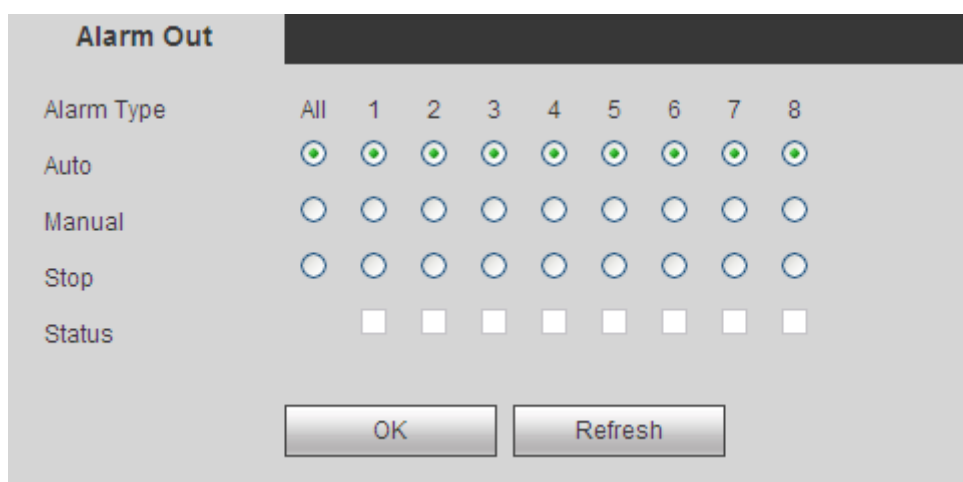 Alarm Out
Alarm Type All 1 2 3 4 5 6 7 8
Auto
Manual
Stop
Status
OK Refresh